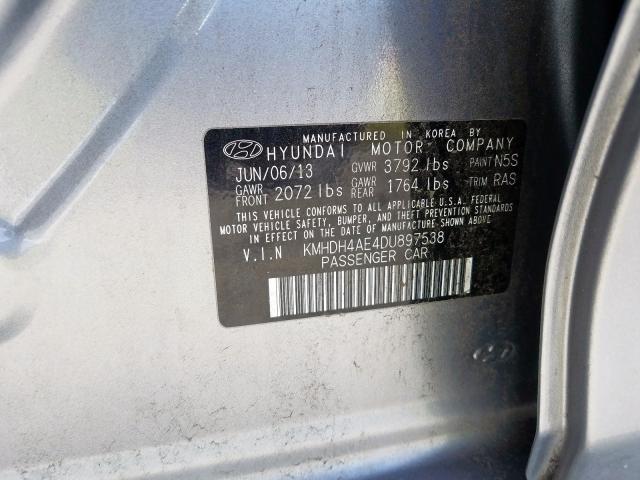 MANUFACTURED IN KOREA BY
HYUNDAI MOTOR COMPANY
JUN/06/13 GVWR 3792 lbs PAINT N5S
GAWR FRONT 2072 lbs GAWR REAR 1764 lbs TRIM RAS
THIS VEHICLE CONFORMS TO ALL APPLICABLE U.S.A. FEDERAL
MOTOR VEHICLE SAFETY, BUMPER, AND THEFT PREVENTION STANDARDS
IN EFFECT ON THE DATE OF MANUFACTURE SHOWN ABOVE.
V.I.N KMHDH4AE4DU897538
PASSENGER CAR